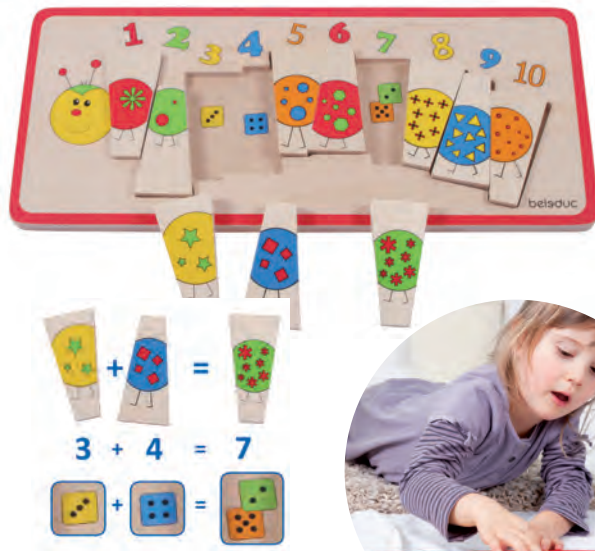 1 2 3 4 5 6 7 8 9 10
beleduc
+ =
3 + 4 = 7
+ =